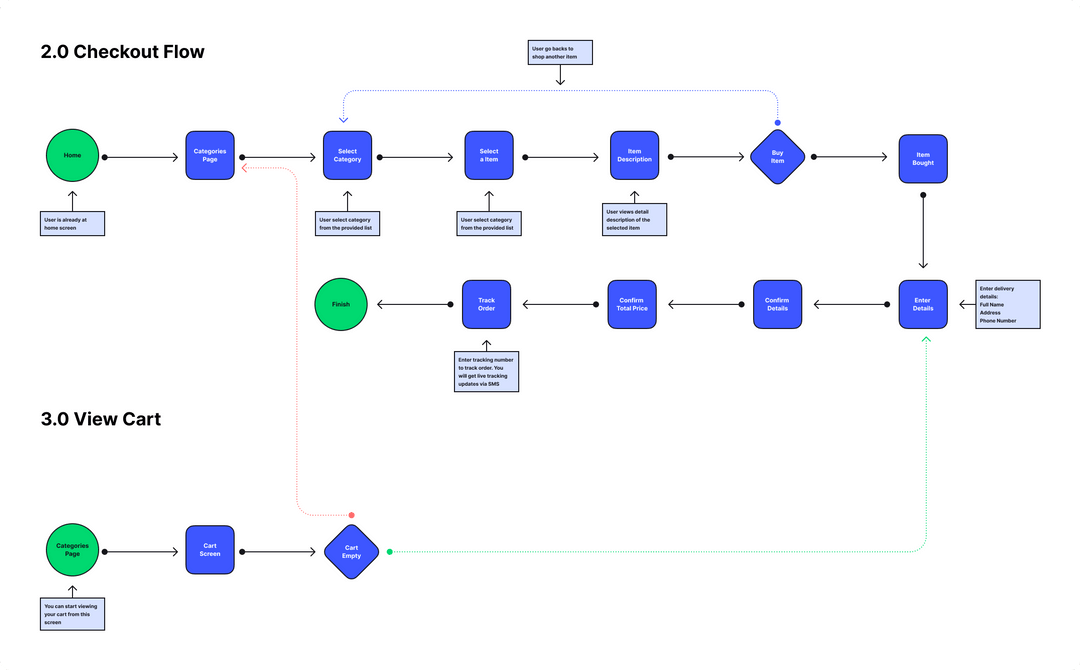 2.0 Checkout Flow
User go backs to
shop another item
Home
Categories
Page
Select
Category
Select
a Item
Item
Description
Buy
Item
Item
Bought
User is already at
home screen
User select category
from the provided list
User select category
from the provided list
User views detail
description of the
selected item
Finish
Track
Order
Confirm
Total Price
Confirm
Details
Enter
Details
Enter delivery
details:
Full Name
Address
Phone Number
Enter tracking number
to track order. You
will get live tracking
updates via SMS
3.0 View Cart
Categories
Page
Cart
Screen
Cart
Empty
You can start viewing
your cart from this
screen